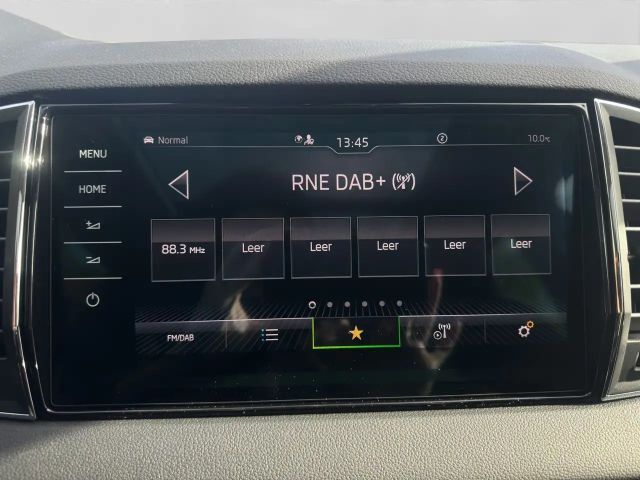 Normal
13:45
2
10.0℃
MENU
HOME
RNE DAB+
88.3 MHz
Leer
Leer
Leer
Leer
Leer
FM/DAB